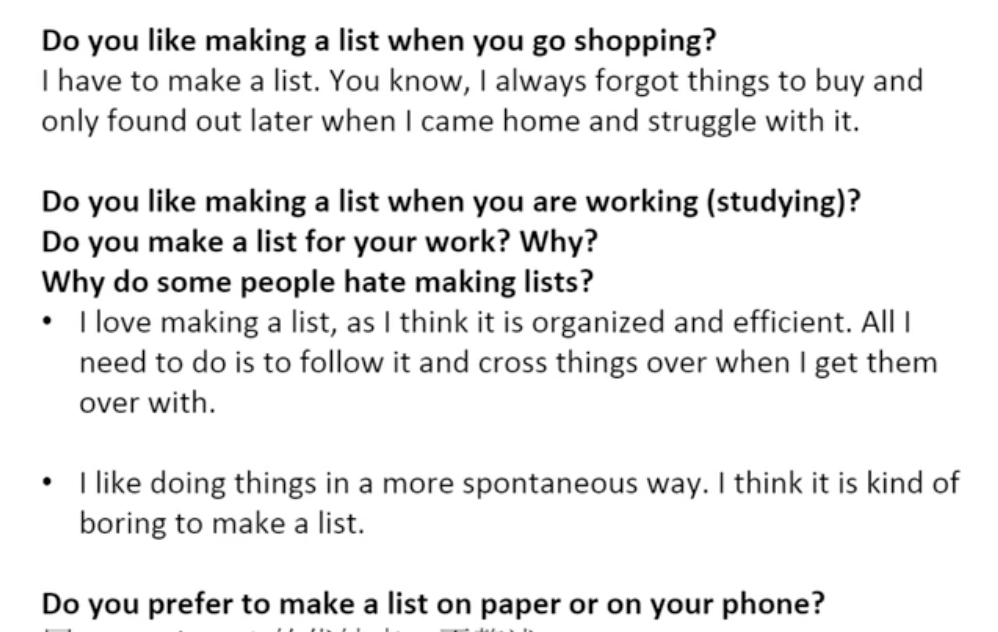 Do you like making a list when you go shopping?
I have to make a list. You know, I always forgot things to buy and
only found out later when I came home and struggle with it.
Do you like making a list when you are working (studying)?
Do you make a list for your work? Why?
Why do some people hate making lists?
• I love making a list, as I think it is organized and efficient. All I
need to do is to follow it and cross things over when I get them
over with.
• I like doing things in a more spontaneous way. I think it is kind of
boring to make a list.
Do you prefer to make a list on paper or on your phone?